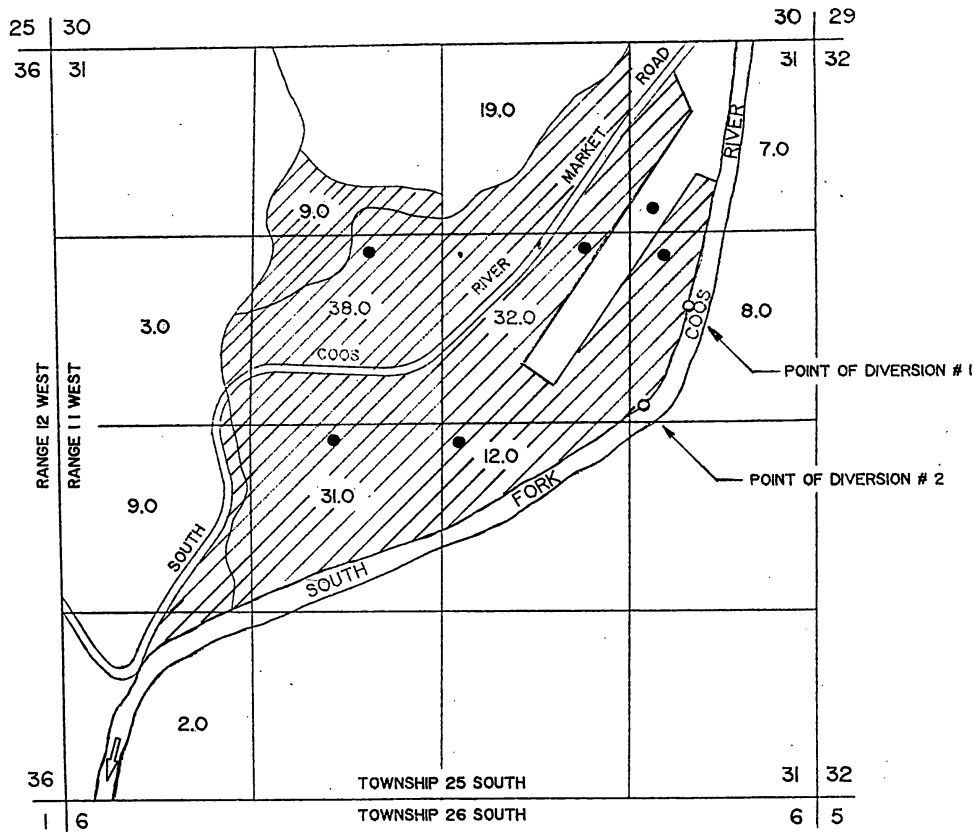 25 30
30 29
36 31
31 32
19.0
ROAD
MARKET
RIVER
7.0
9.0
RIVER
3.0
38.0
32.0
COOS
COOS
8.0
POINT OF DIVERSION # 1
RANGE 12 WEST
RANGE 11 WEST
12.0
POINT OF DIVERSION # 2
9.0
31.0
FORK
SOUTH
SOUTH
2.0
36
TOWNSHIP 25 SOUTH
31 32
1 6
TOWNSHIP 26 SOUTH
6 5